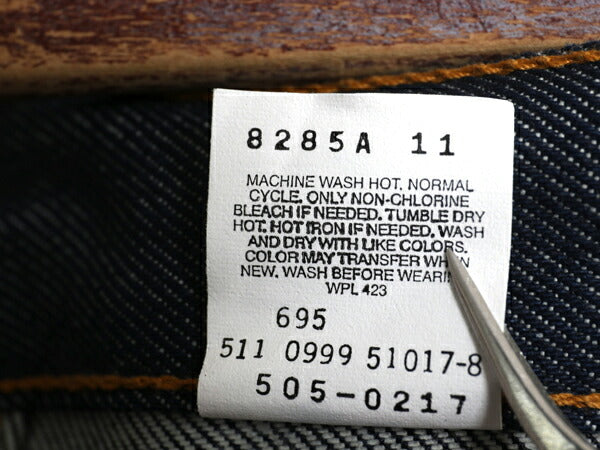 8285A 11
MACHINE WASH HOT, NORMAL
CYCLE. ONLY NON-CHLORINE
BLEACH IF NEEDED. TUMBLE DRY
HOT. HOT IRON IF NEEDED. WASH
AND DRY WITH LIKE COLORS.
COLOR MAY TRANSFER WHEN
NEW. WASH BEFORE WEARIN
WPL 423
695
511 0999 51017-8
505-0217